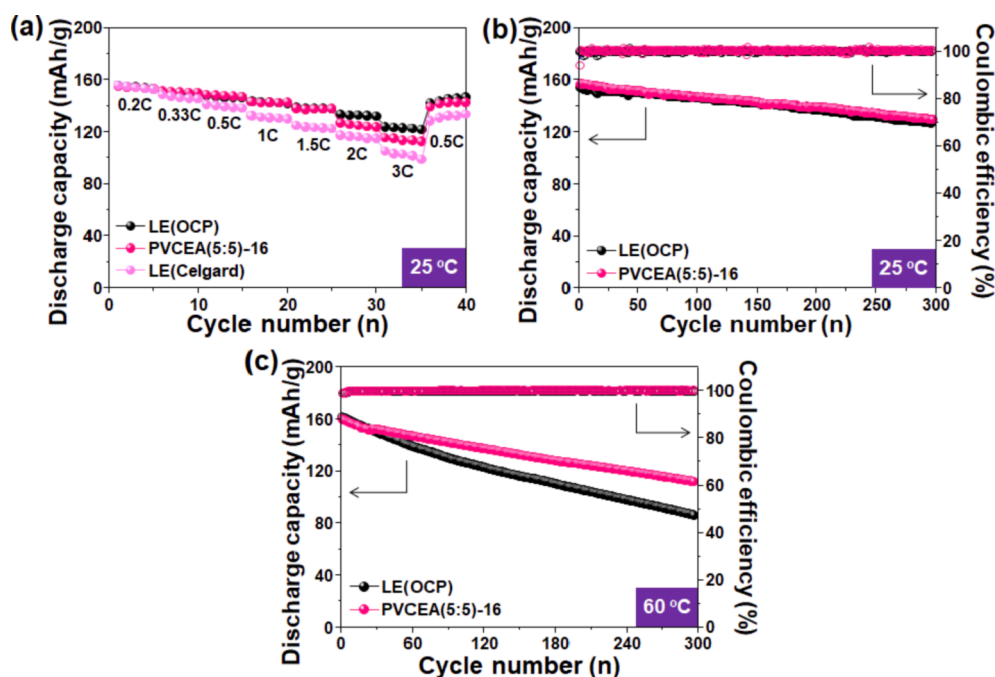 (a)
200
160
120
80
40
0
Discharge capacity (mAh/g)
0.2C
0.33C
0.5C
1C
1.5C
2C
3C
0.5C
LE(OCP)
PVCEA(5:5)-16
LE(Celgard)
25 °C
0 10 20 30 40
Cycle number (n)
(b)
200
160
120
80
40
0
Discharge capacity (mAh/g)
LE(OCP)
PVCEA(5:5)-16
25 °C
100
80
60
40
20
0
Coulombic efficiency (%)
0 50 100 150 200 250 300
Cycle number (n)
(c)
200
160
120
80
40
0
Discharge capacity (mAh/g)
LE(OCP)
PVCEA(5:5)-16
60 °C
100
80
60
40
20
0
Coulombic efficiency (%)
0 60 120 180 240 300
Cycle number (n)